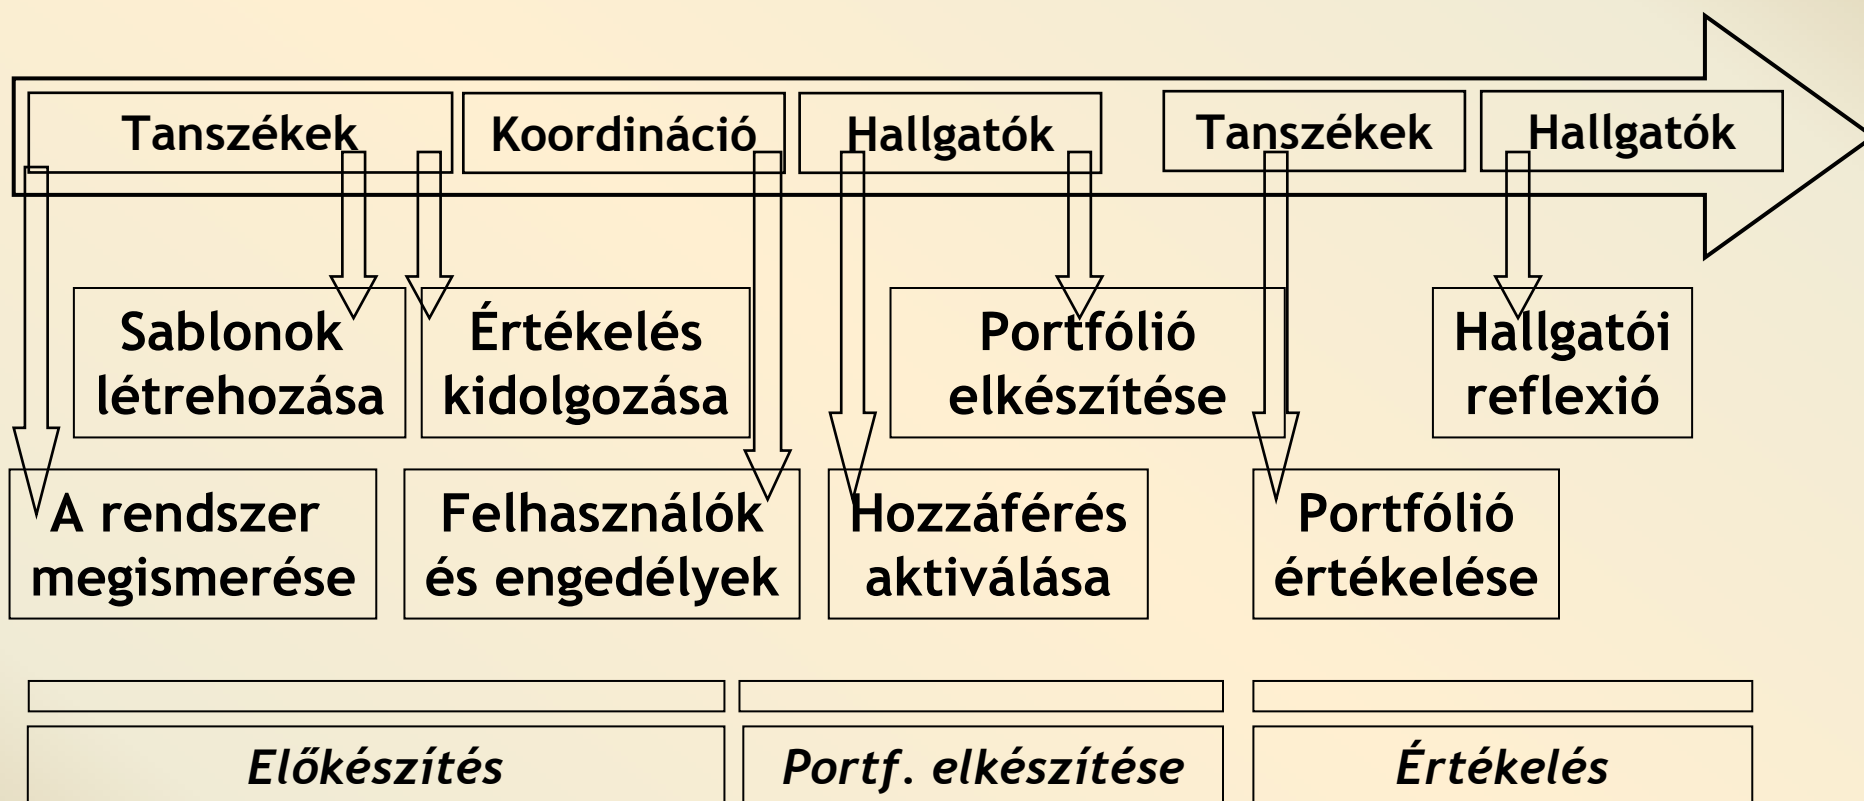 Tanszékek
Koordináció
Hallgatók
Tanszékek
Hallgatók
Sablonok
létrehozása
Értékelés
kidolgozása
Portfólió
elkészítése
Hallgatói
reflexió
A rendszer
megismerése
Felhasználók
és engedélyek
Hozzáférés
aktiválása
Portfólió
értékelése
Előkészítés
Portf. elkészítése
Értékelés